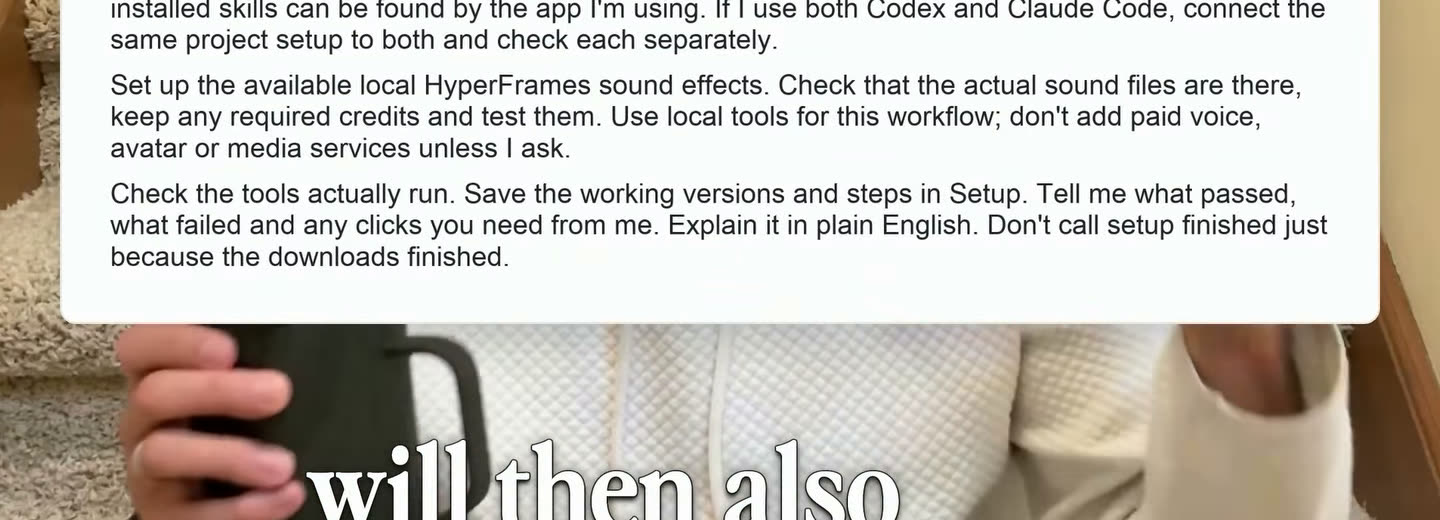 installed skills can be found by the app I'm using. If I use both Codex and Claude Code, connect the
same project setup to both and check each separately.
Set up the available local HyperFrames sound effects. Check that the actual sound files are there,
keep any required credits and test them. Use local tools for this workflow; don't add paid voice,
avatar or media services unless I ask.
Check the tools actually run. Save the working versions and steps in Setup. Tell me what passed,
what failed and any clicks you need from me. Explain it in plain English. Don't call setup finished just
because the downloads finished.
will then also